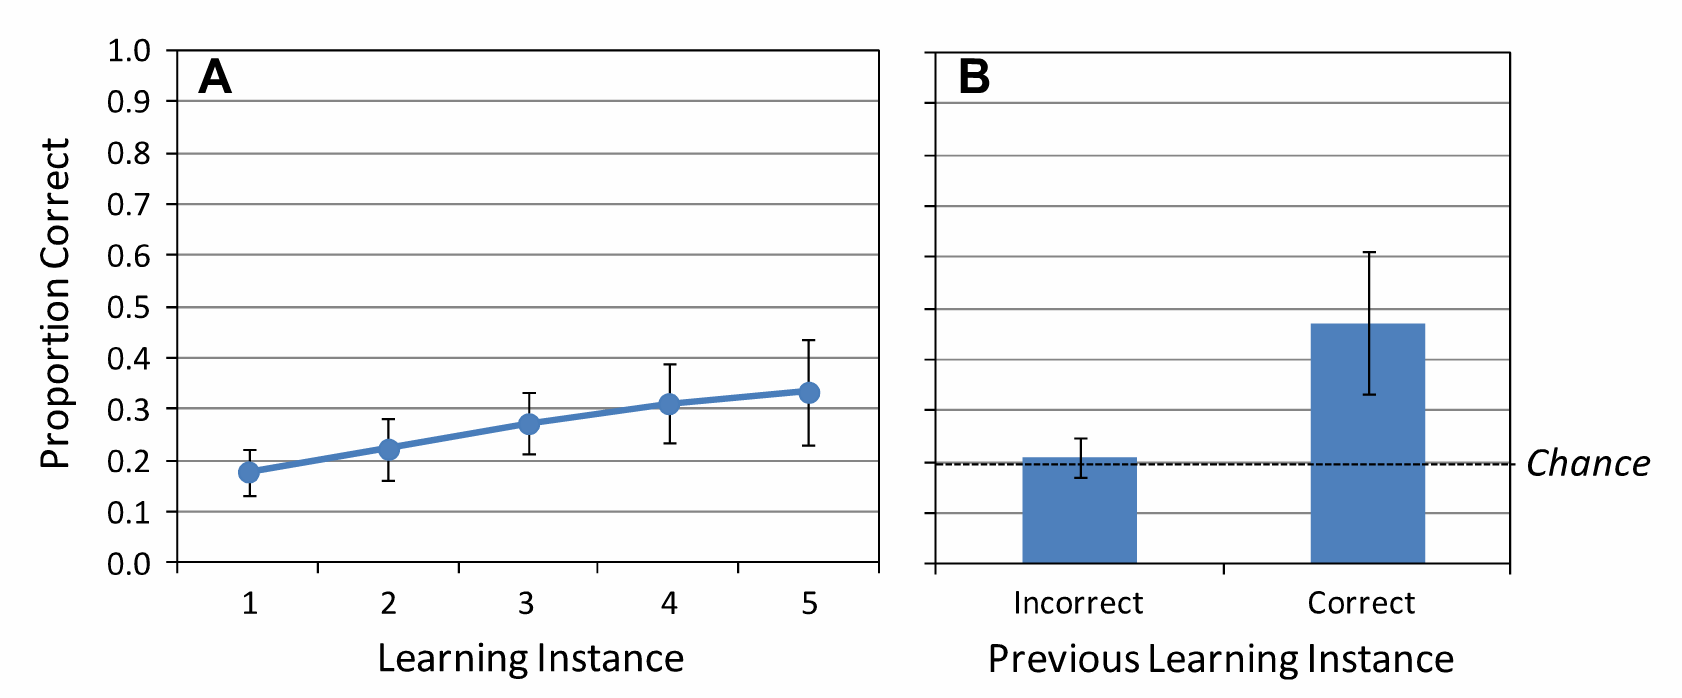 A
B
Proportion Correct
1.0
0.9
0.8
0.7
0.6
0.5
0.4
0.3
0.2
0.1
0.0
1 2 3 4 5
Learning Instance
Chance
Incorrect Correct
Previous Learning Instance